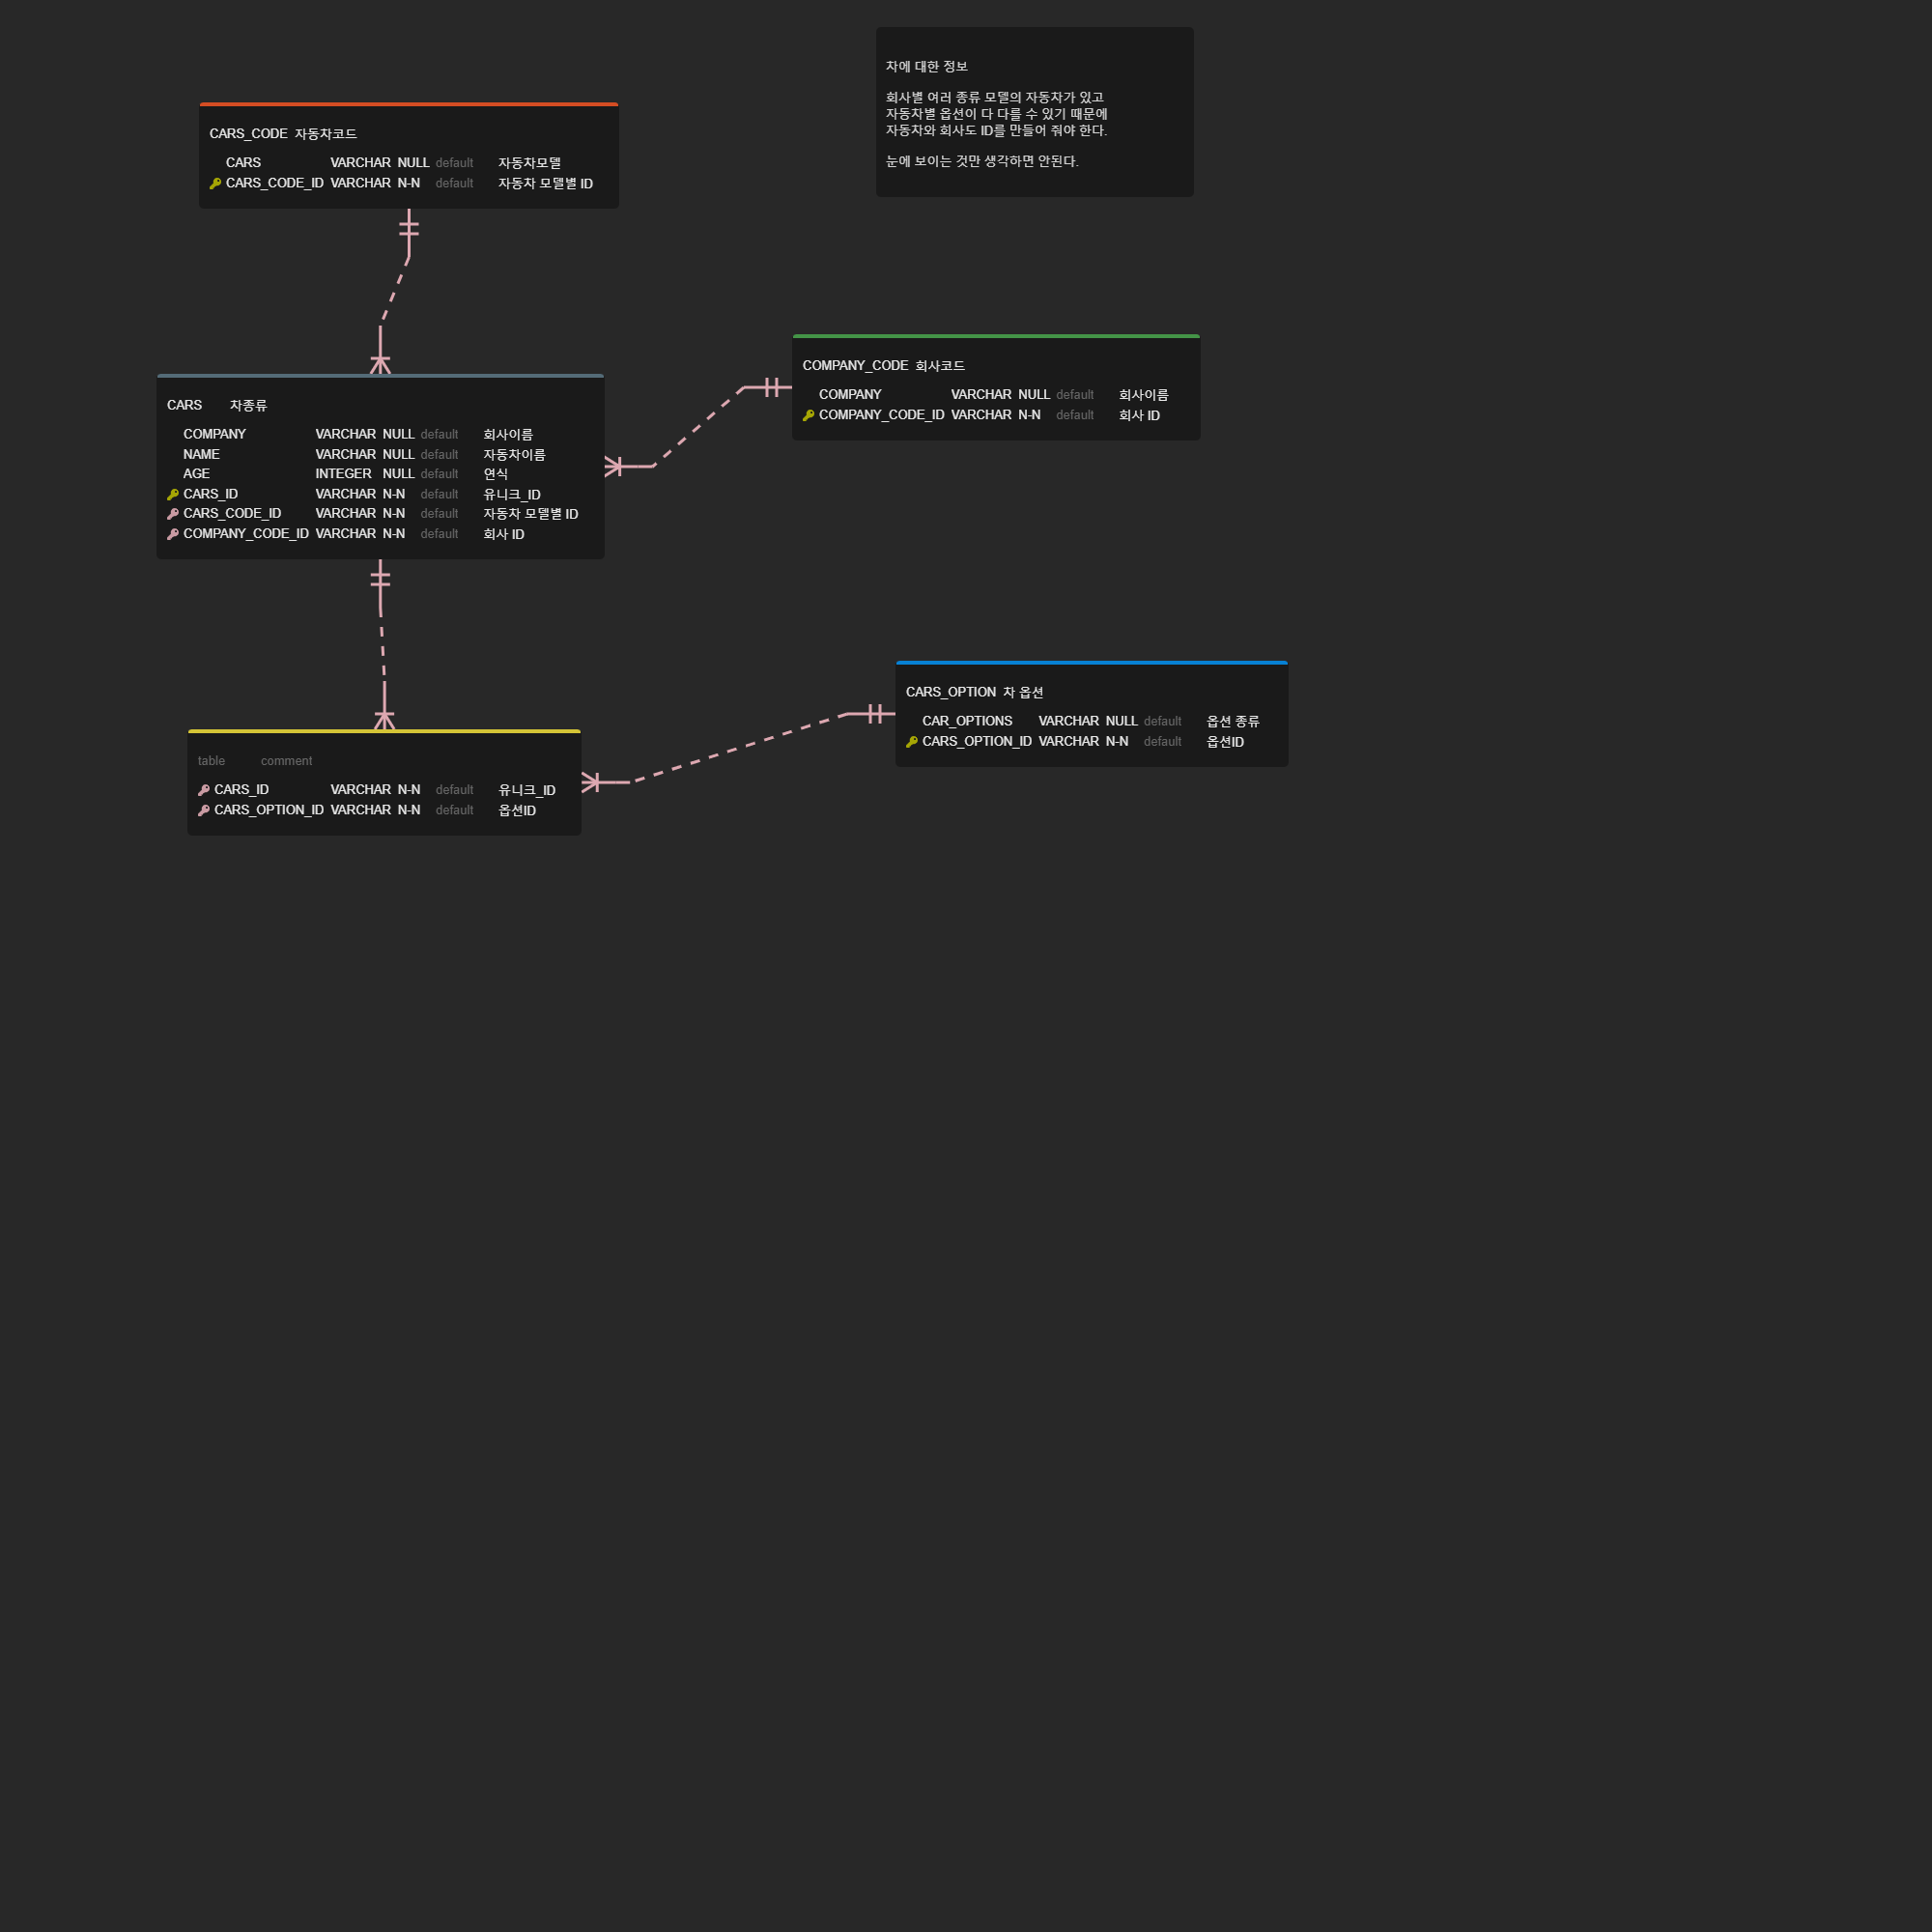 차에 대한 정보
회사별 여러 종류 모델의 자동차가 있고
자동차별 옵션이 다 다를 수 있기 때문에
자동차와 회사도 ID를 만들어 줘야 한다.
눈에 보이는 것만 생각하면 안된다.
CARS_CODE 자동차코드
CARS VARCHAR NULL default 자동차모델
CARS_CODE_ID VARCHAR N-N default 자동차 모델별 ID
COMPANY_CODE 회사코드
COMPANY VARCHAR NULL default 회사이름
COMPANY_CODE_ID VARCHAR N-N default 회사 ID
CARS 차종류
COMPANY VARCHAR NULL default 회사이름
NAME VARCHAR NULL default 자동차이름
AGE INTEGER NULL default 연식
CARS_ID VARCHAR N-N default 유니크_ID
CARS_CODE_ID VARCHAR N-N default 자동차 모델별 ID
COMPANY_CODE_ID VARCHAR N-N default 회사 ID
CARS_OPTION 차 옵션
CAR_OPTIONS VARCHAR NULL default 옵션 종류
CARS_OPTION_ID VARCHAR N-N default 옵션ID
table comment
CARS_ID VARCHAR N-N default 유니크_ID
CARS_OPTION_ID VARCHAR N-N default 옵션ID